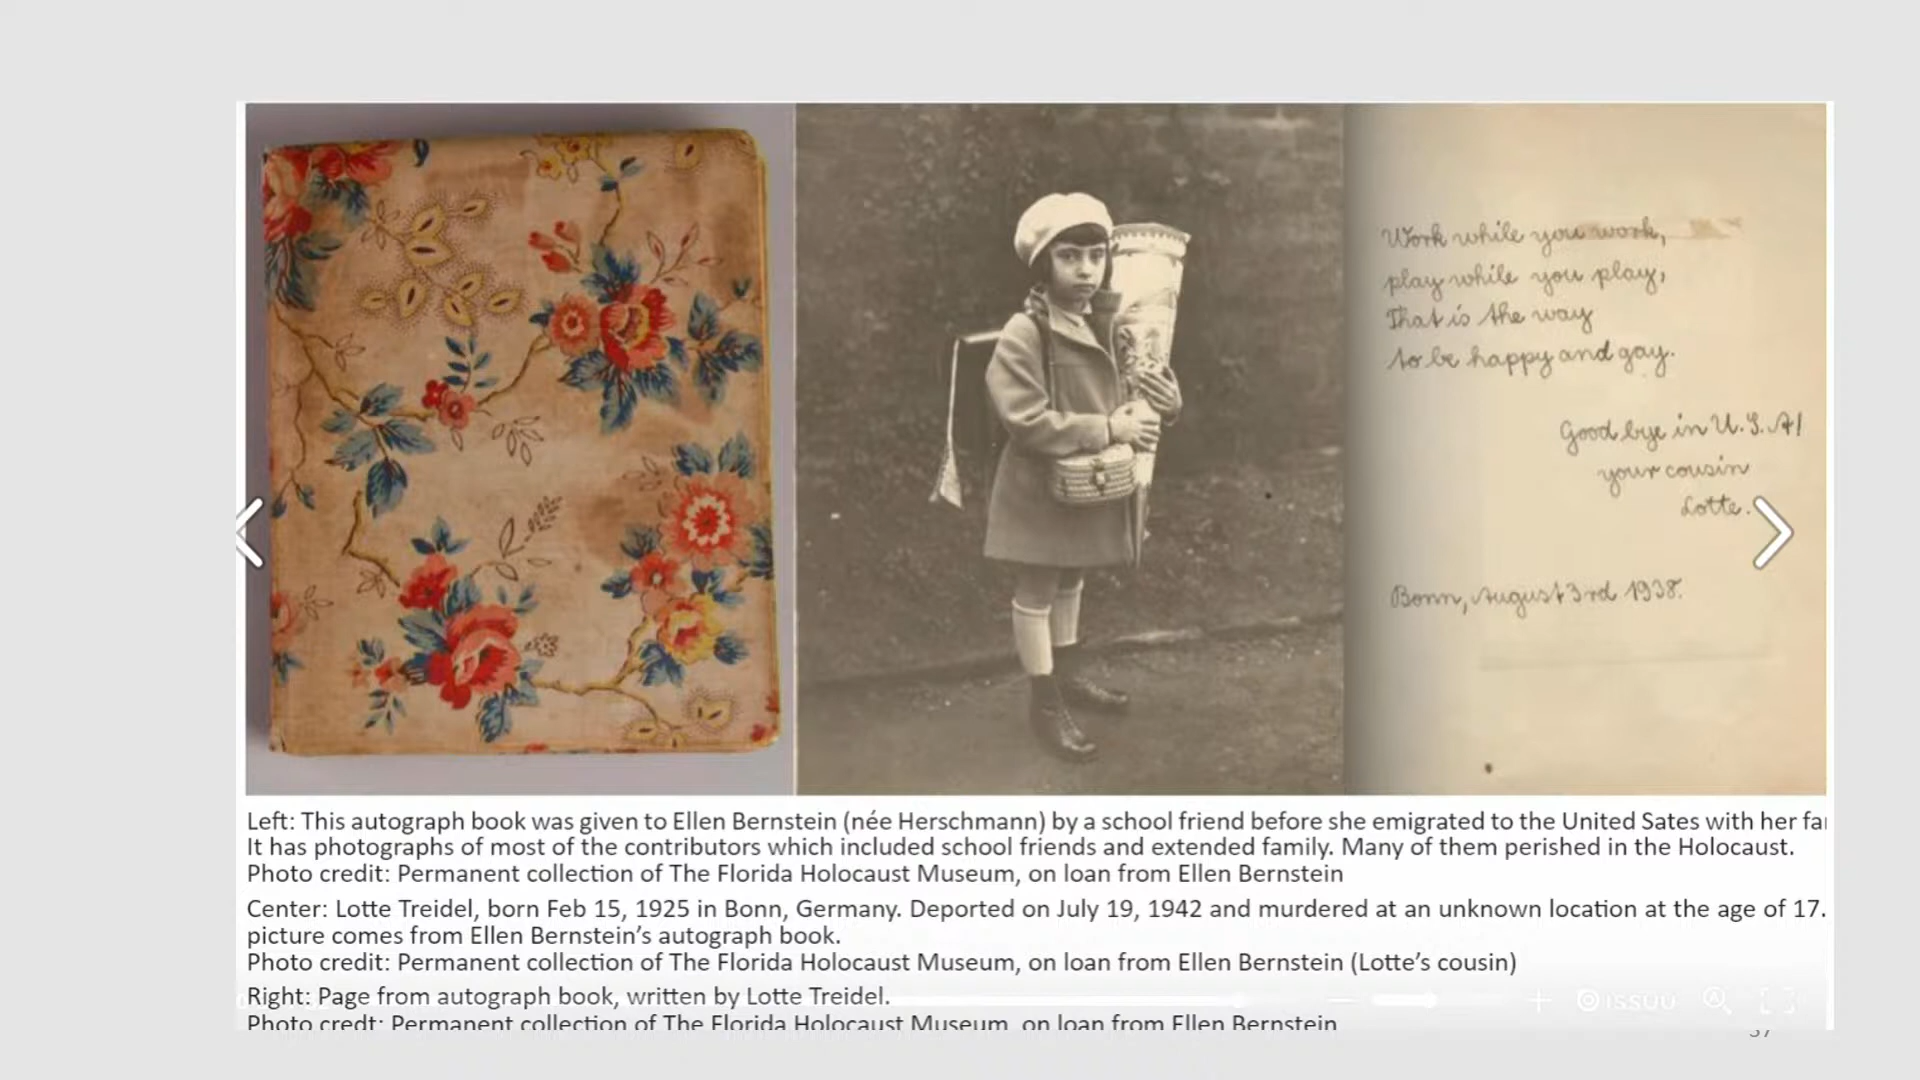 Work while you work,
play while you play,
That is the way
to be happy and gay.
Good bye in U.S.A!
your cousin
Lotte.
Bonn, August 3rd 1938.
Left: This autograph book was given to Ellen Bernstein (née Herschmann) by a school friend before she emigrated to the United Sates with her
It has photographs of most of the contributors which included school friends and extended family. Many of them perished in the Holocaust.
Photo credit: Permanent collection of The Florida Holocaust Museum, on loan from Ellen Bernstein
Center: Lotte Treidel, born Feb 15, 1925 in Bonn, Germany. Deported on July 19, 1942 and murdered at an unknown location at the age of 17.
picture comes from Ellen Bernstein’s autograph book.
Photo credit: Permanent collection of The Florida Holocaust Museum, on loan from Ellen Bernstein (Lotte’s cousin)
Right: Page from autograph book, written by Lotte Treidel.
issuu
Photo credt: Permanent collection of The Florida Holocaust Museum, on loan from Ellen Bernstein